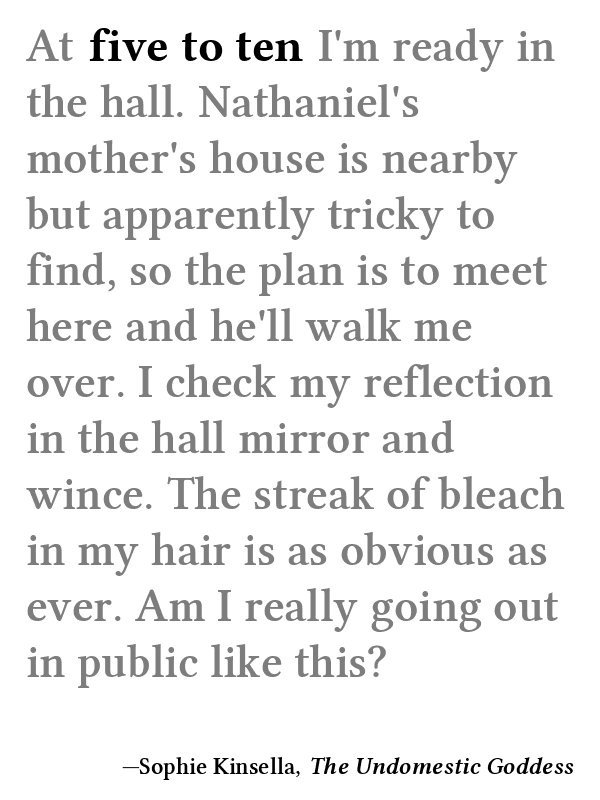 At five to ten I'm ready in
the hall. Nathaniel's
mother's house is nearby
but apparently tricky to
find, so the plan is to meet
here and he'll walk me
over. I check my reflection
in the hall mirror and
wince. The streak of bleach
in my hair is as obvious as
ever. Am I really going out
in public like this?
—Sophie Kinsella, The Undomestic Goddess